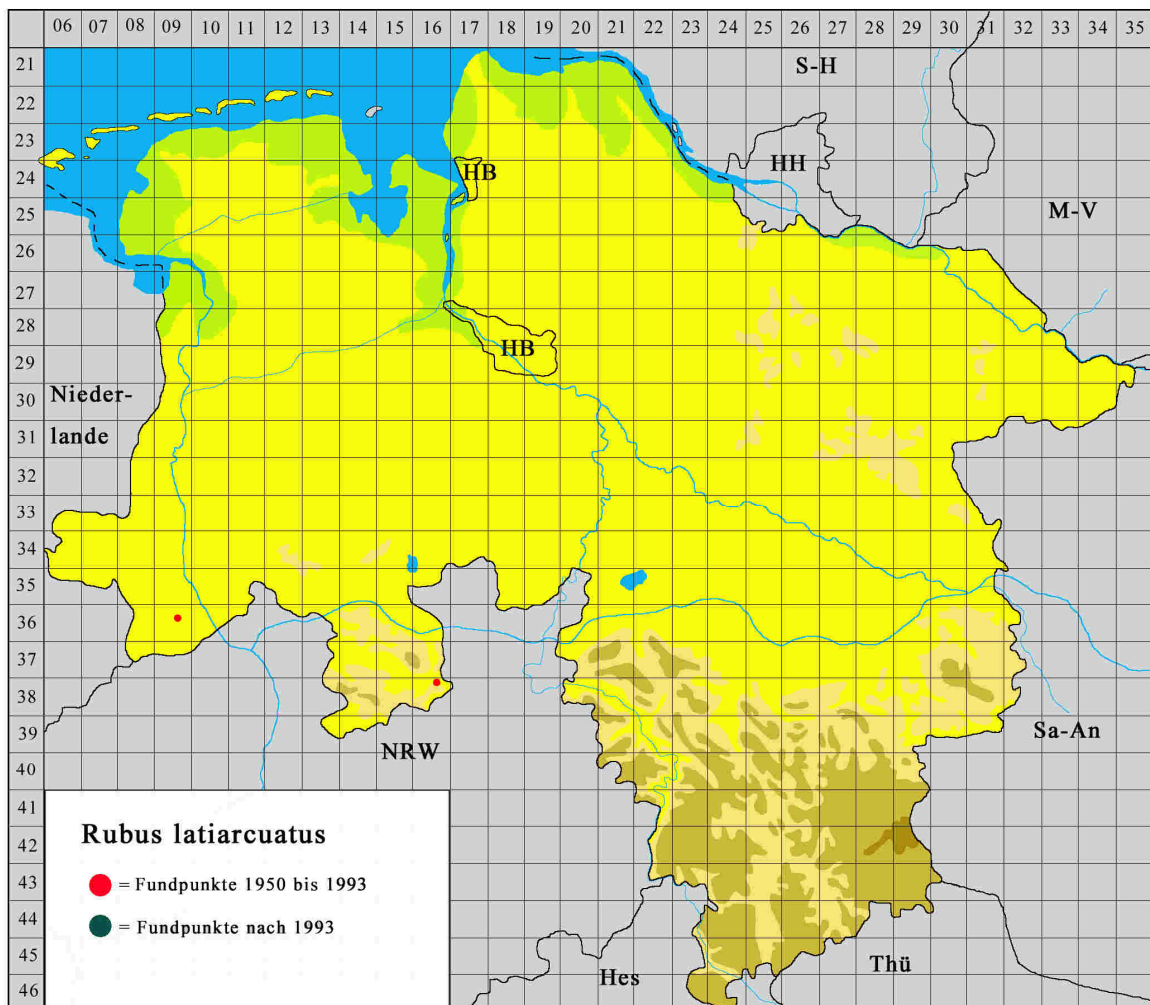 06 07 08 09 10 11 12 13 14 15 16 17 18 19 20 21 22 23 24 25 26 27 28 29 30 31 32 33 34 35
21
S-H
22
23
HB
HH
24
25
M-V
26
27
28
HB
29
Nieder-
30
lande
31
32
33
34
35
36
37
38
39
NRW
Sa-An
40
41
Rubus latiarcuatus
42
= Fundpunkte 1950 bis 1993
43
= Fundpunkte nach 1993
44
45
Hes
Thü
46